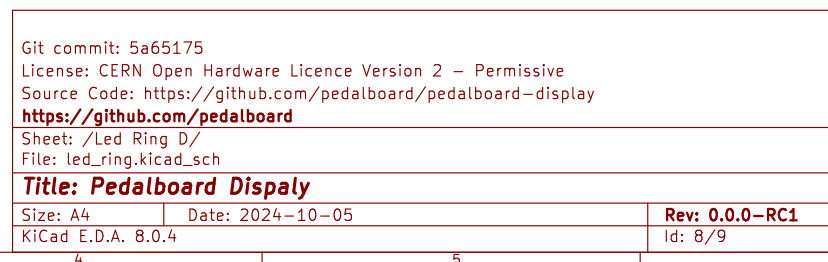 Git commit: 5a65175
License: CERN Open Hardware Licence Version 2 - Permissive
Source Code: https://github.com/pedalboard/pedalboard-display
https://github.com/pedalboard
Sheet: /Led Ring D/
File: led_ring.kicad_sch
Title: Pedalboard Dispaly
Size: A4 Date: 2024-10-05 Rev: 0.0.0-RC1
KiCad E.D.A. 8.0.4 Id: 8/9
4 5